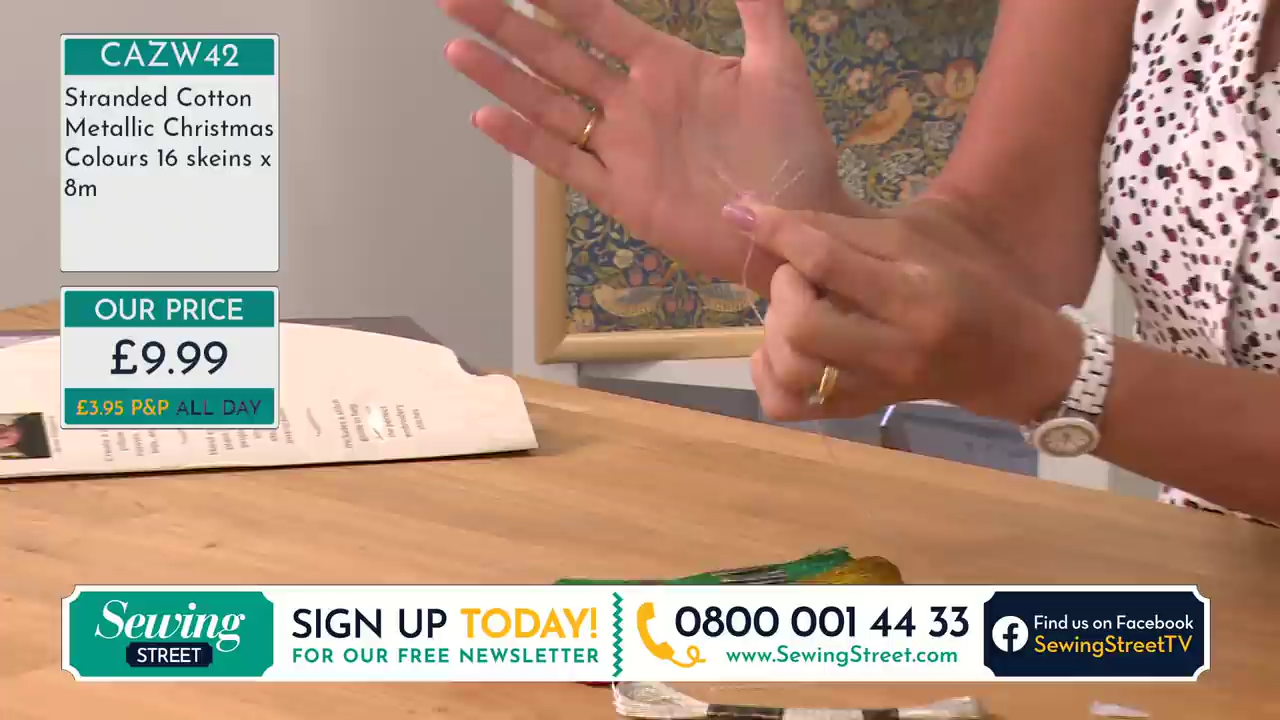 CAZW42
Stranded Cotton
Metallic Christmas
Colours 16 skeins x
8m
OUR PRICE
£9.99
£3.95 P&P ALL DAY
Sewing
STREET
SIGN UP TODAY!
FOR OUR FREE NEWSLETTER
0800 001 44 33
www.SewingStreet.com
Find us on Facebook
SewingStreetTV